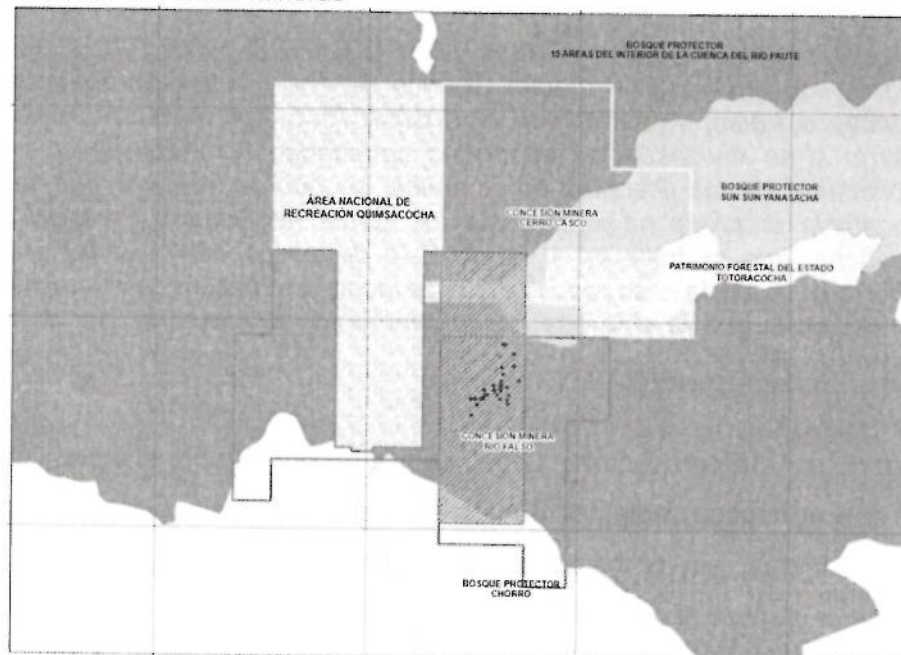 BOSQUE PROTECTOR
15 AREAS DEL INTERIOR DE LA CUENCA DEL RIO PAUTE
BOSQUE PROTECTOR
SUN SUN YANASACHA
ÁREA NACIONAL DE
RECREACIÓN QUIMSACOCHA
CONCESIÓN MINERA
CERRO CASCO
PATRIMONIO FORESTAL DEL ESTADO
TOTORACOCHA
CONCESIÓN MINERA
RIO FALSO
BOSQUE PROTECTOR
CHORRO